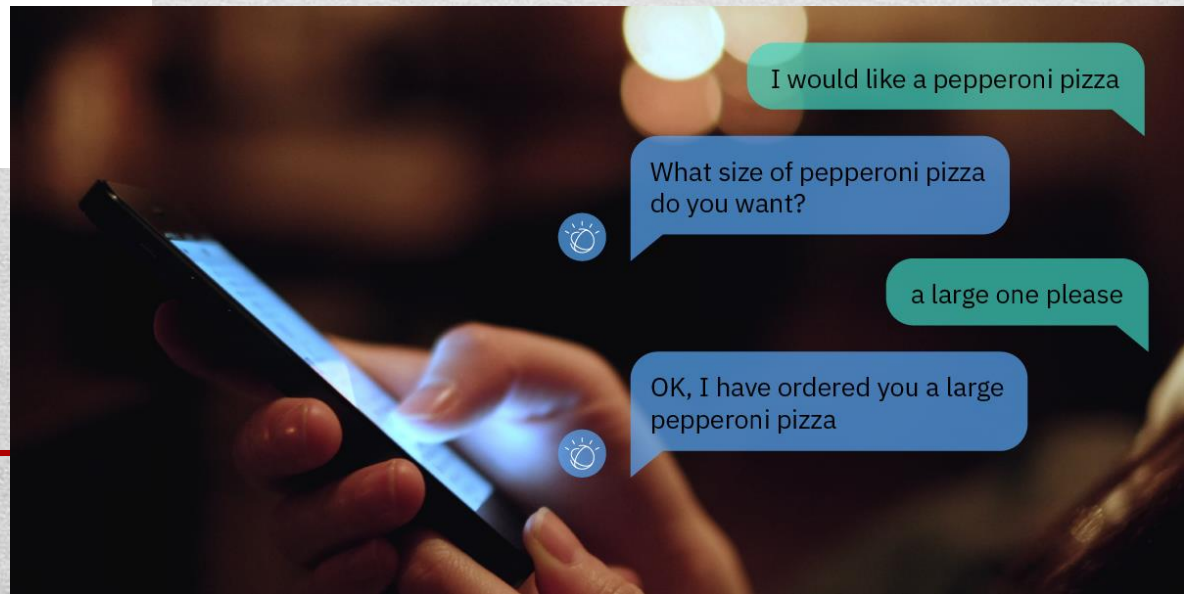 I would like a pepperoni pizza
What size of pepperoni pizza
do you want?
a large one please
OK, I have ordered you a large
pepperoni pizza